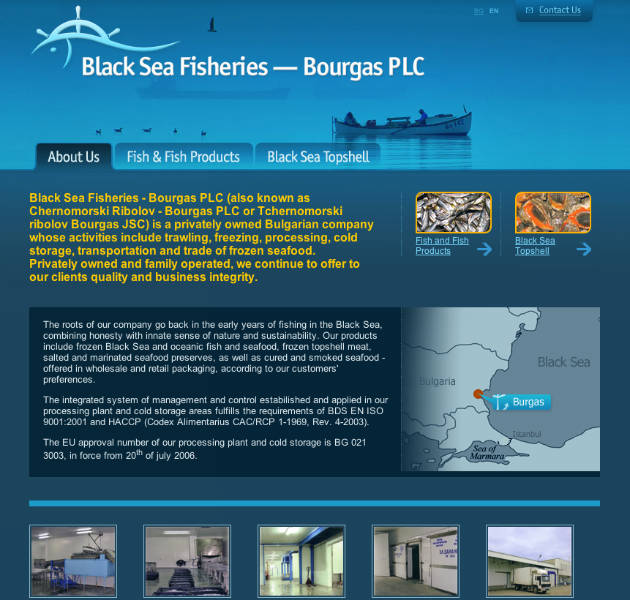 BG EN
Contact Us
Black Sea Fisheries — Bourgas PLC
About Us
Fish & Fish Products
Black Sea Topshell
Black Sea Fisheries - Bourgas PLC (also known as
Chernomorski Ribolov - Bourgas PLC or Tchernomorski
ribolov Bourgas JSC) is a privately owned Bulgarian company
whose activities include trawling, freezing, processing, cold
storage, transportation and trade of frozen seafood.
Privately owned and family operated, we continue to offer to
our clients quality and business integrity.
Fish and Fish
Products
Black Sea
Topshell
The roots of our company go back in the early years of fishing in the Black Sea,
combining honesty with innate sense of nature and sustainability. Our products
include frozen Black Sea and oceanic fish and seafood, frozen topshell meat,
salted and marinated seafood preserves, as well as cured and smoked seafood -
offered in wholesale and retail packaging, according to our customers'
preferences.
The integrated system of management and control established and applied in our
processing plant and cold storage areas fulfills the requirements of BDS EN ISO
9001:2001 and HACCP (Codex Alimentarius CAC/RCP 1-1969, Rev. 4-2003).
The EU approval number of our processing plant and cold storage is BG 021
3003, in force from 20th of july 2006.
Black Sea
Bulgaria
Burgas
Istanbul
Sea of
Marmara